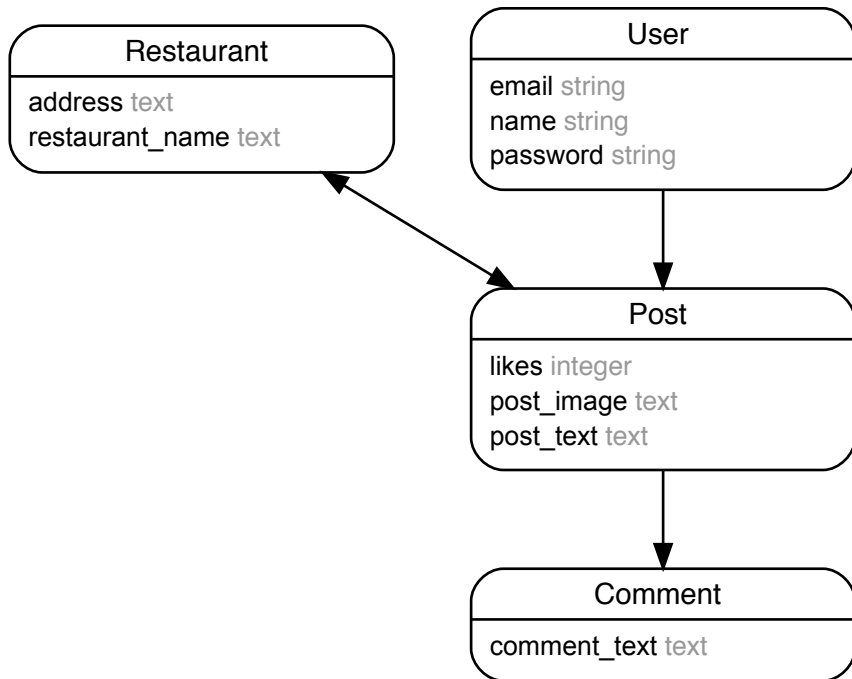 Restaurant
address text
restaurant_name text
User
email string
name string
password string
Post
likes integer
post_image text
post_text text
Comment
comment_text text